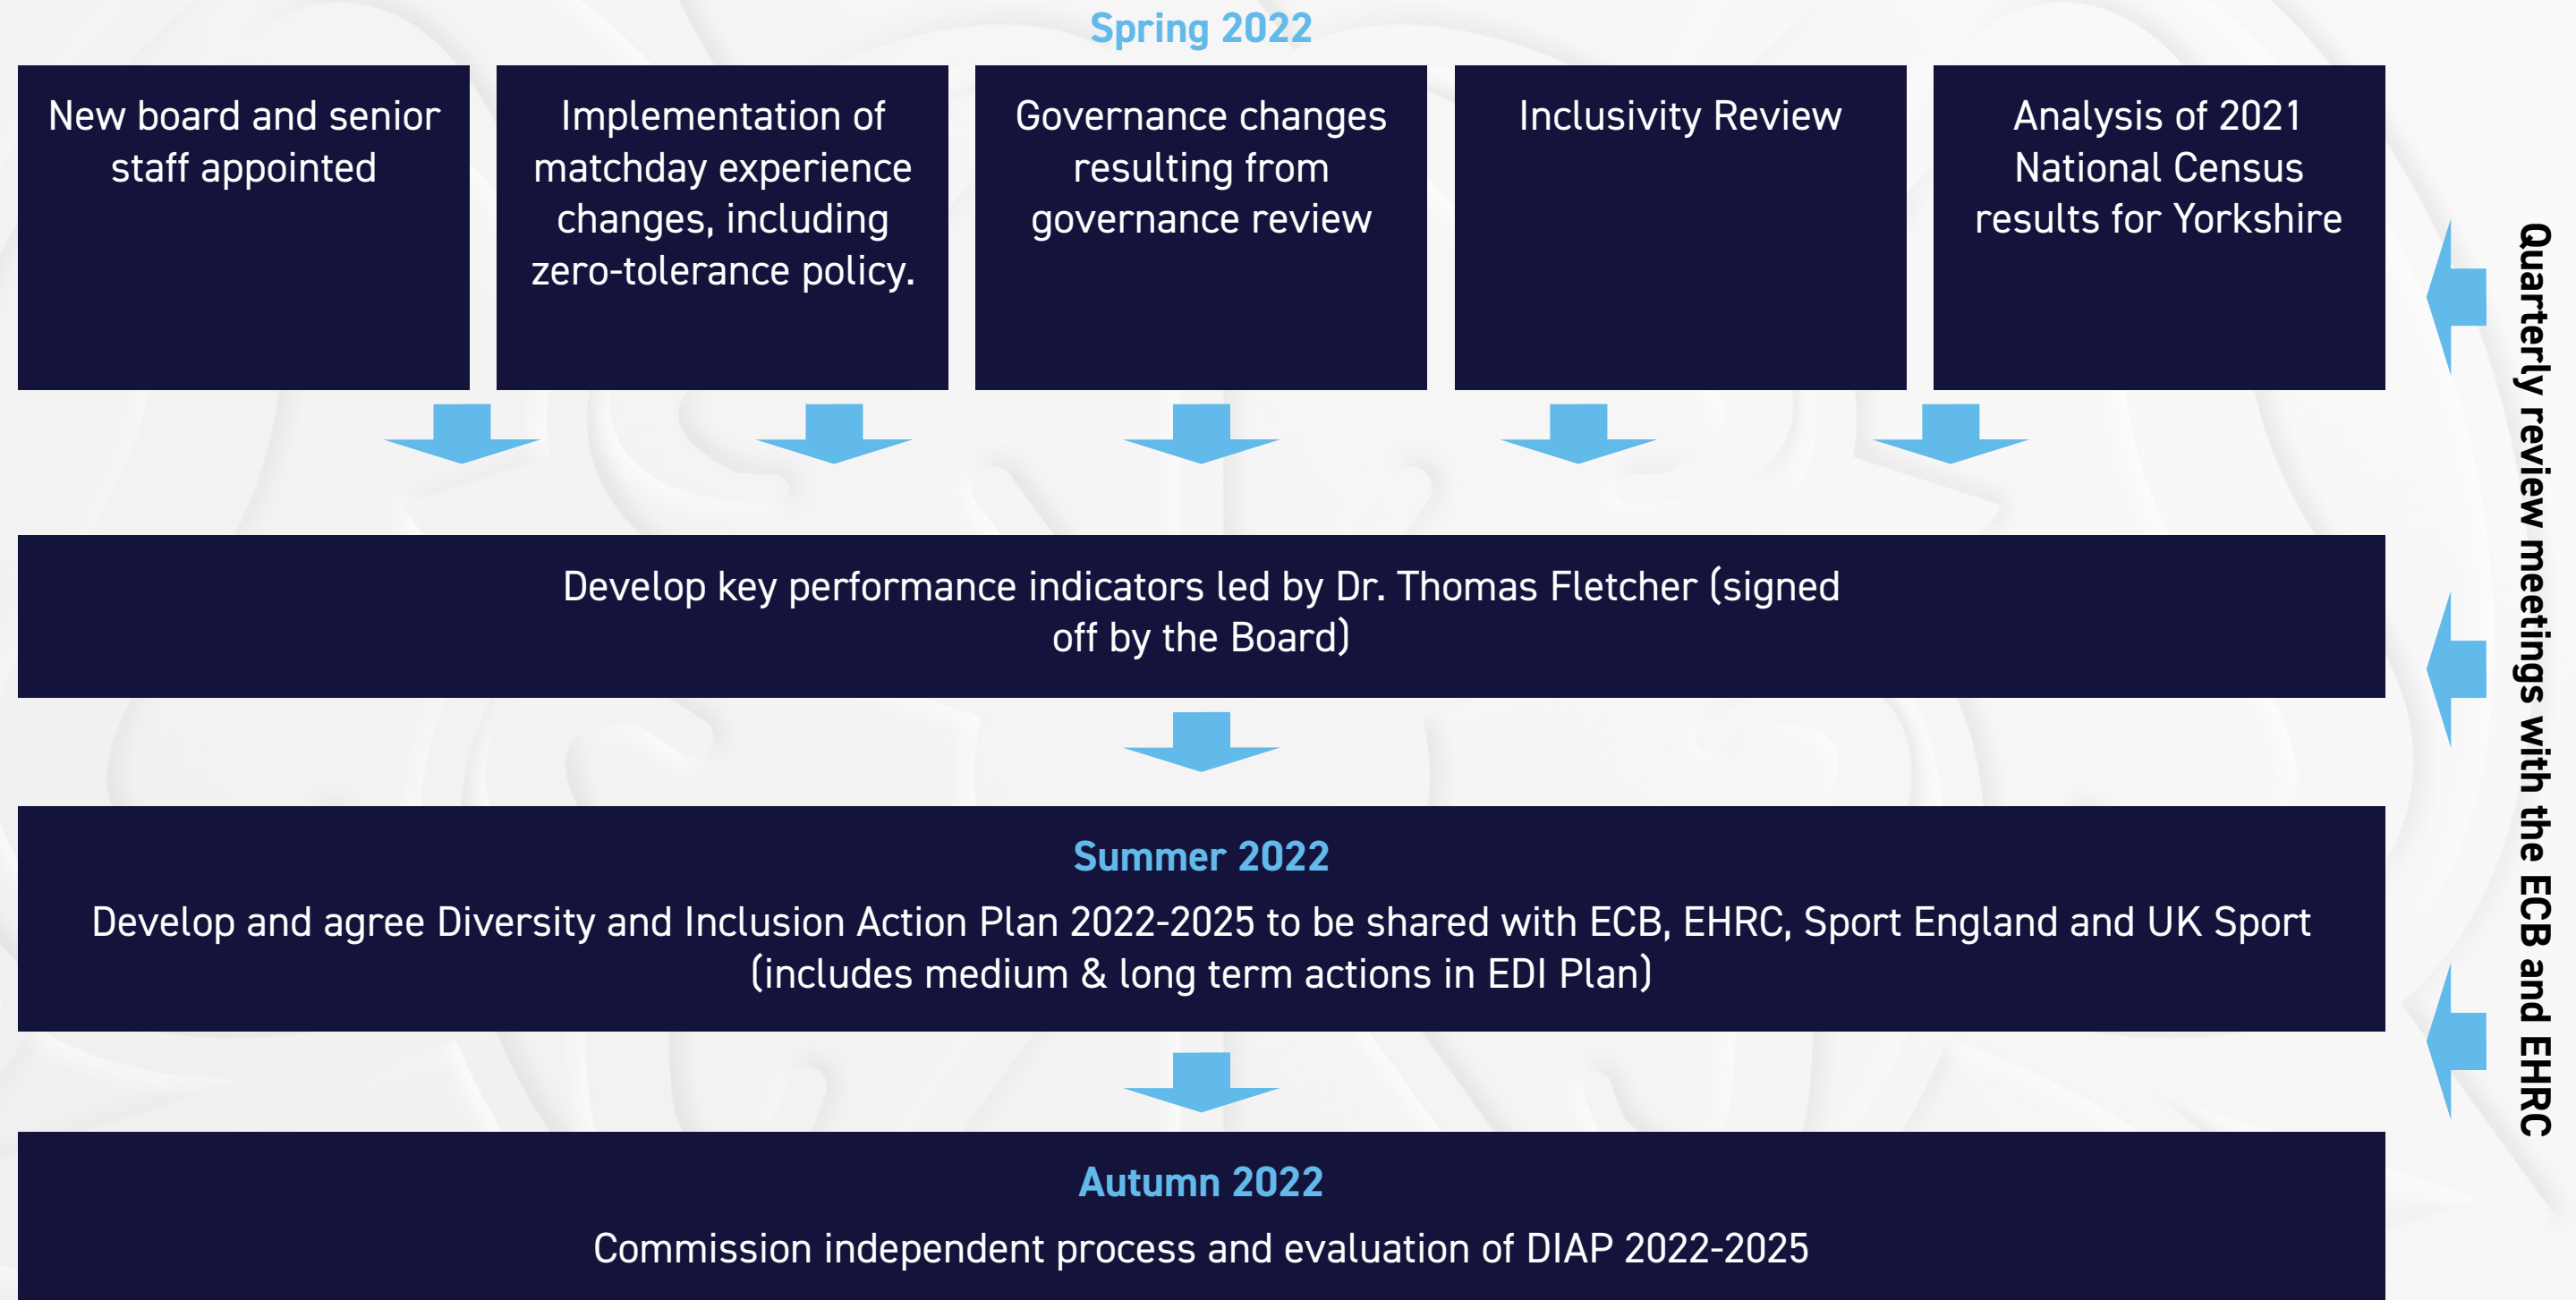 Spring 2022
New board and senior
staff appointed
Implementation of
matchday experience
changes, including
zero-tolerance policy.
Governance changes
resulting from
governance review
Inclusivity Review
Analysis of 2021
National Census
results for Yorkshire
Develop key performance indicators led by Dr. Thomas Fletcher (signed
off by the Board)
Summer 2022
Develop and agree Diversity and Inclusion Action Plan 2022-2025 to be shared with ECB, EHRC, Sport England and UK Sport
(includes medium & long term actions in EDI Plan)
Autumn 2022
Commission independent process and evaluation of DIAP 2022-2025
Quarterly review meetings with the ECB and EHRC